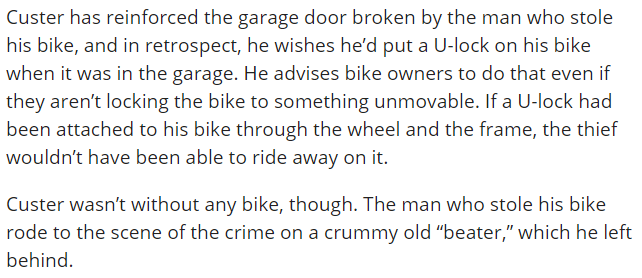 Custer has reinforced the garage door broken by the man who stole
his bike, and in retrospect, he wishes he’d put a U-lock on his bike
when it was in the garage. He advises bike owners to do that even if
they aren’t locking the bike to something unmovable. If a U-lock had
been attached to his bike through the wheel and the frame, the thief
wouldn’t have been able to ride away on it.
Custer wasn’t without any bike, though. The man who stole his bike
rode to the scene of the crime on a crummy old “beater,” which he left
behind.